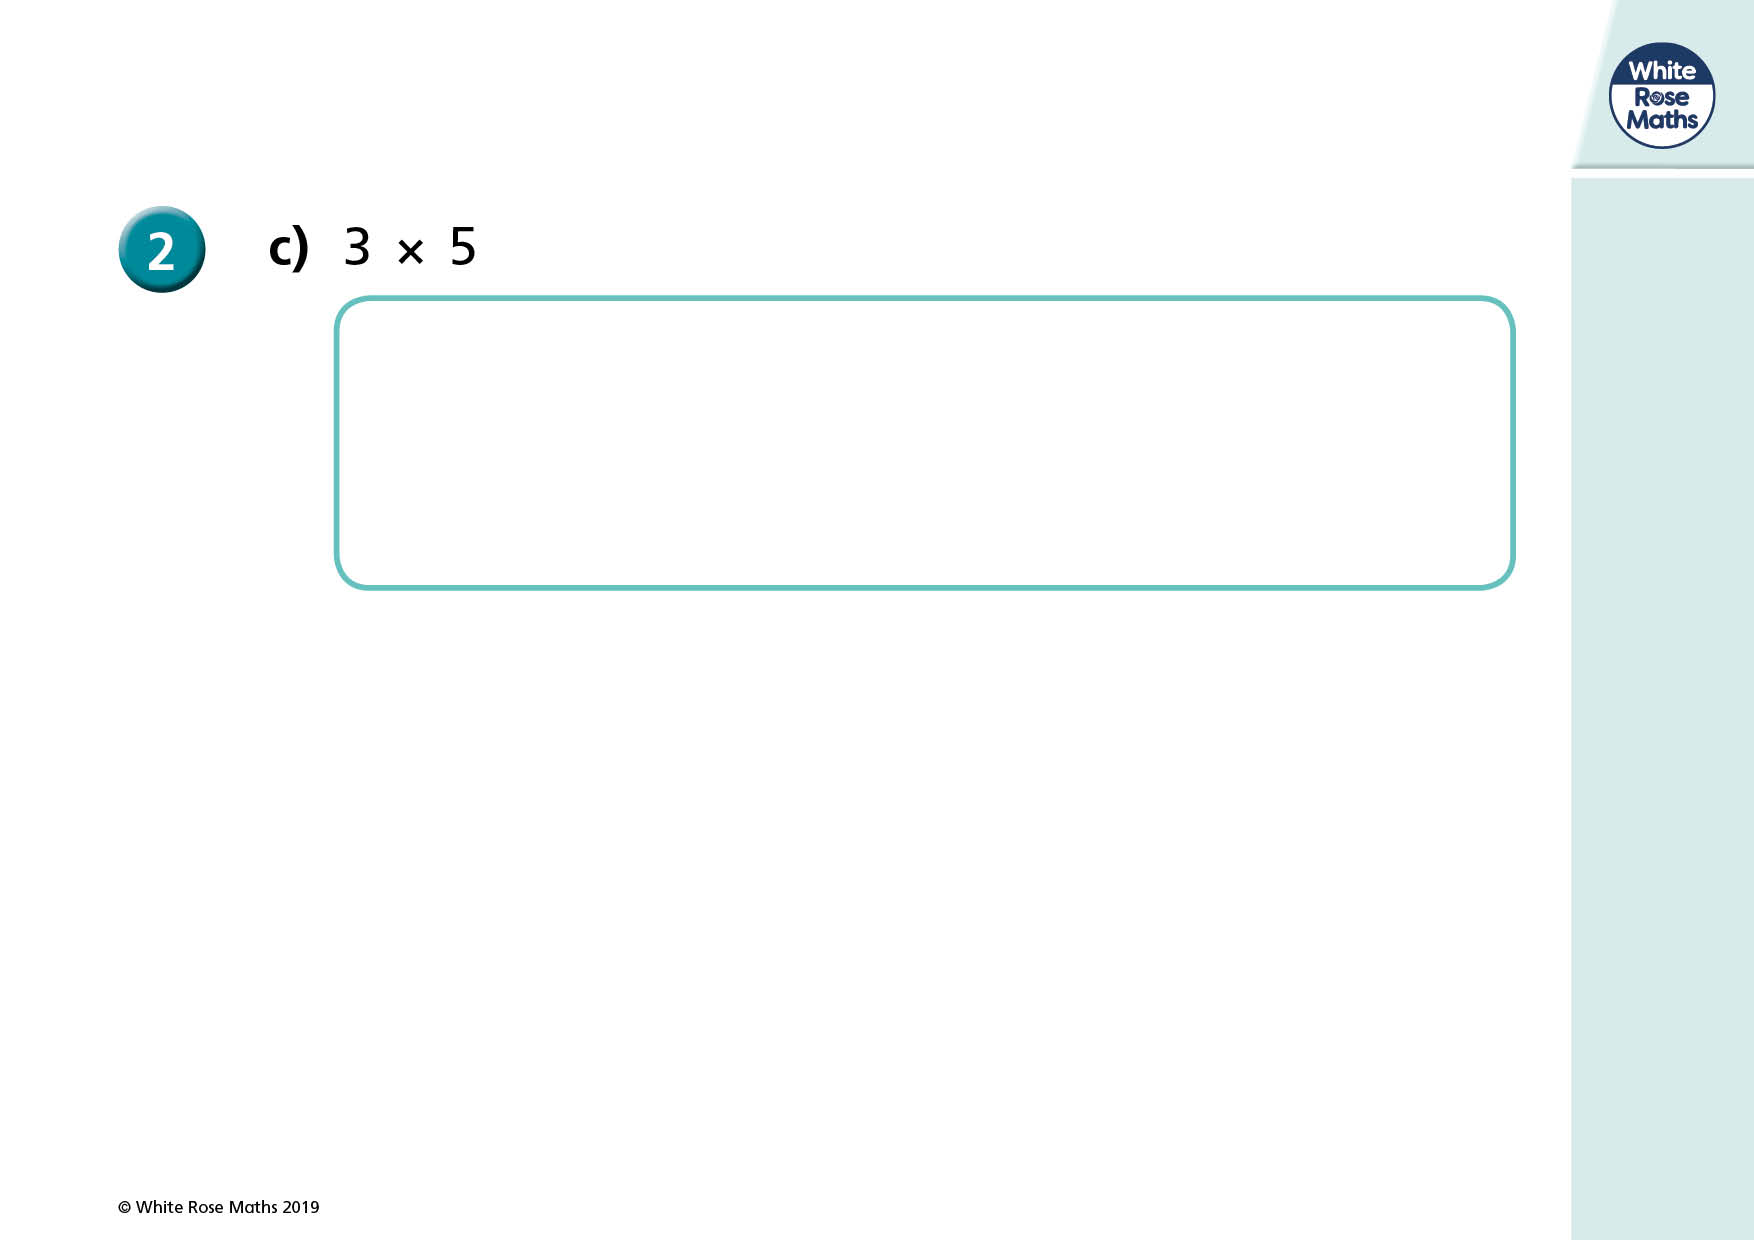 White
Rose
Maths
2 c) 3 × 5
© White Rose Maths 2019